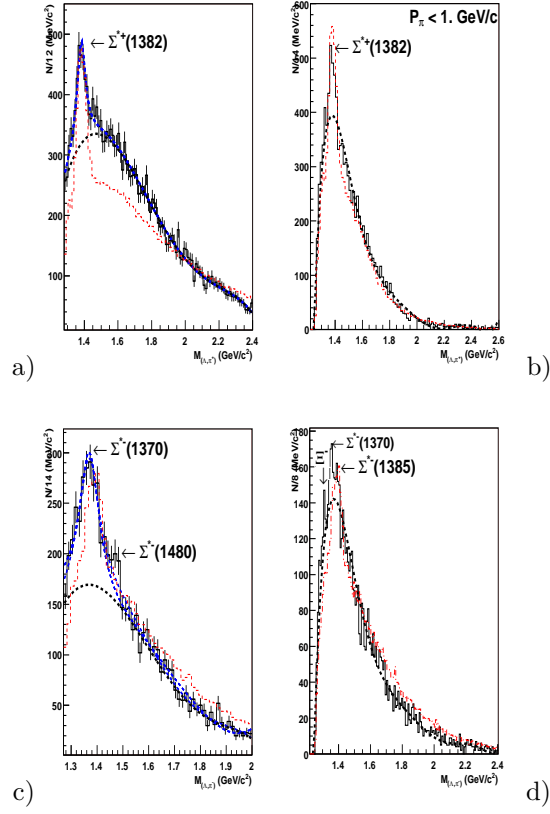 N/12 (MeV/c²)
← Σ*⁺(1382)
500
400
300
200
100
1.4 1.6 1.8 2 2.2 2.4
M(Λ,π⁺) (GeV/c²)
a)
P_π < 1. GeV/c
← Σ*⁺(1382)
600
500
400
300
200
100
0
1.4 1.6 1.8 2 2.2 2.4 2.6
M(Λ,π⁺) (GeV/c²)
b)
N/14 (MeV/c²)
← Σ*⁻(1370)
← Σ*⁻(1480)
300
250
200
150
100
50
1.3 1.4 1.5 1.6 1.7 1.8 1.9 2
M(Λ,π⁻) (GeV/c²)
c)
N/8 (MeV/c²)
← Σ*⁻(1370)
← Σ*⁻(1385)
180
160
140
120
100
80
60
40
20
0
1.4 1.6 1.8 2 2.2 2.4
M(Λ,π⁻) (GeV/c²)
d)